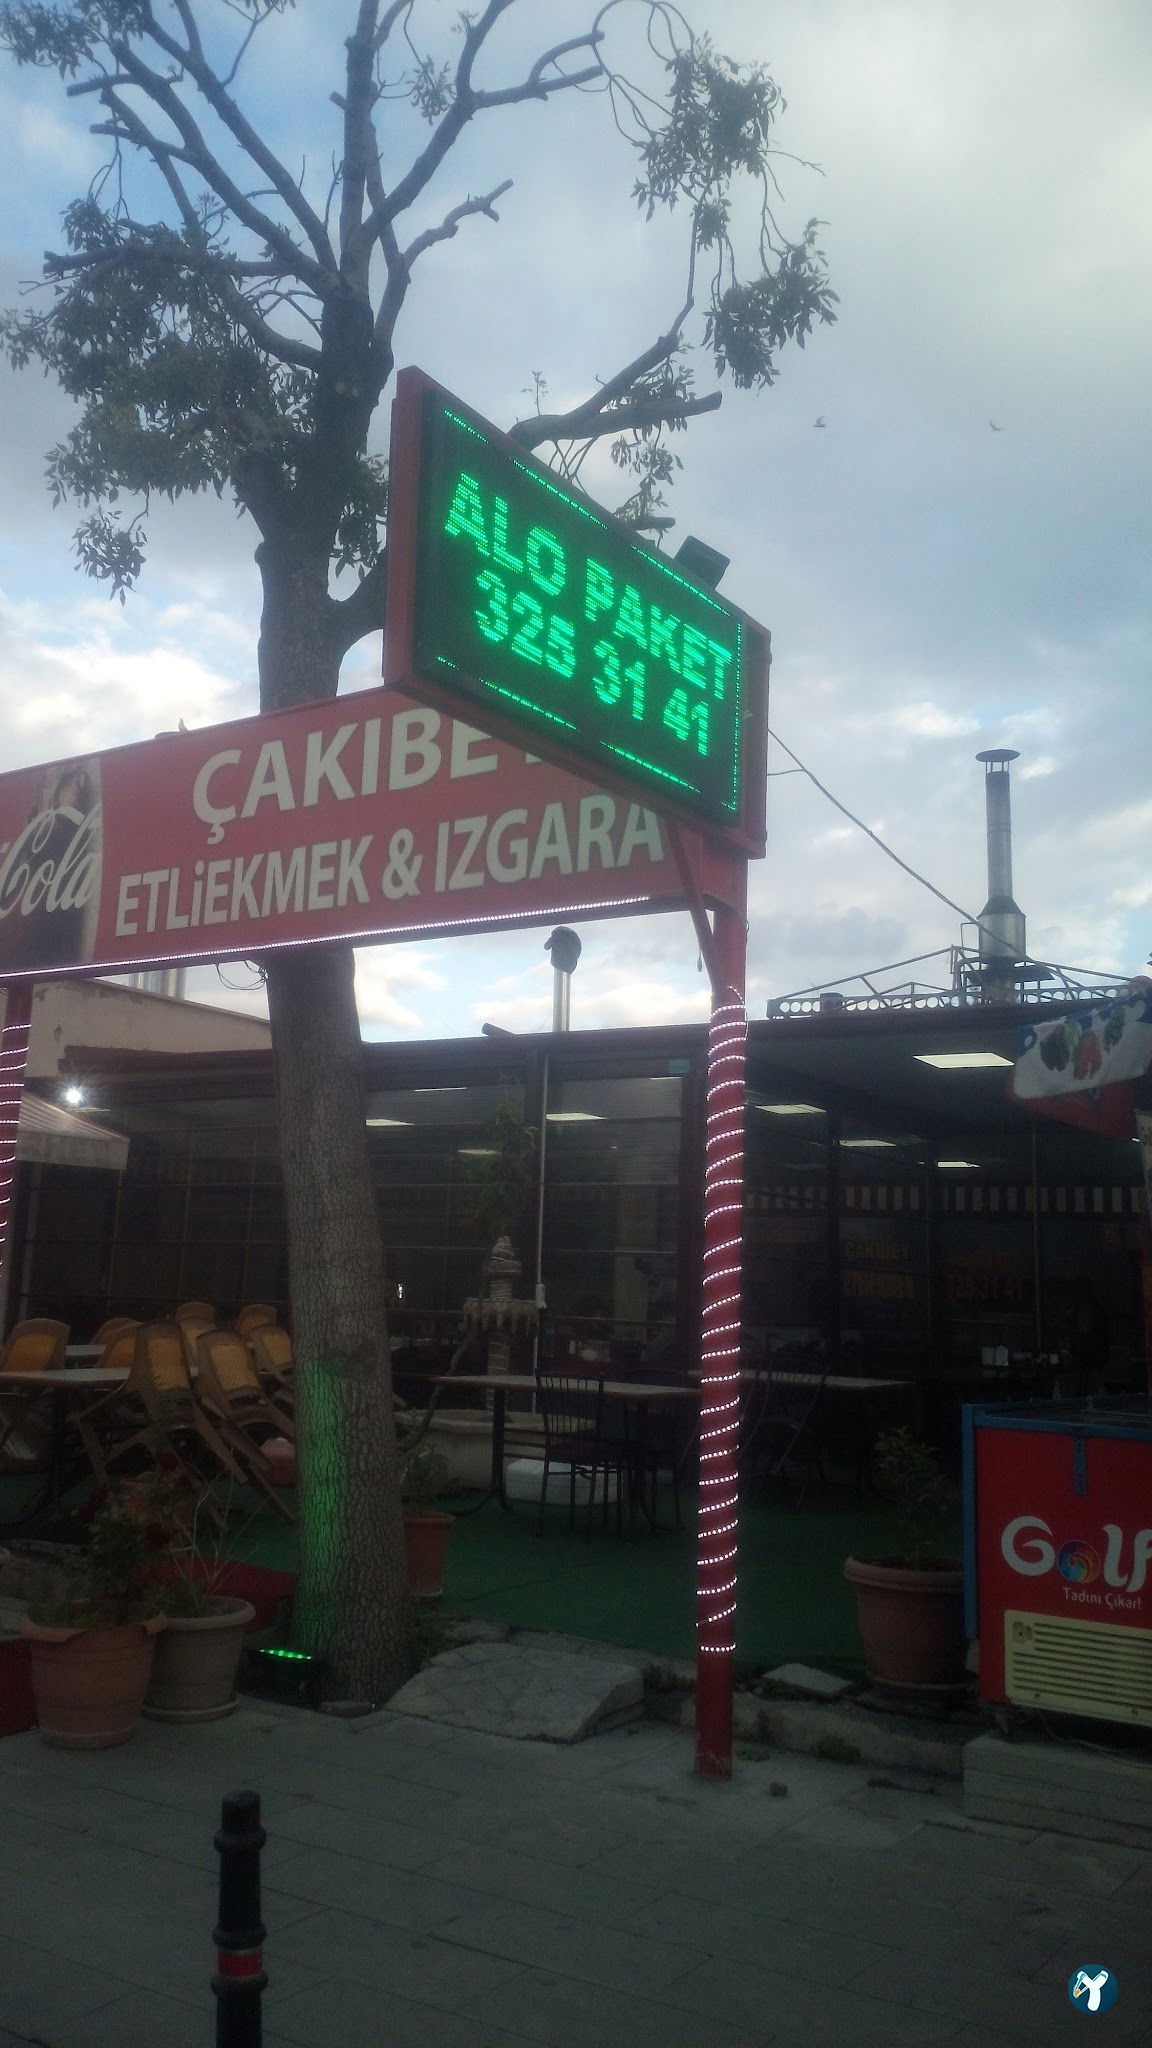 ALO PAKET
325 31 41
ÇAKIBE
ETLİEKMEK & IZGARA
Cola
Golf
Tadını Çıkar!